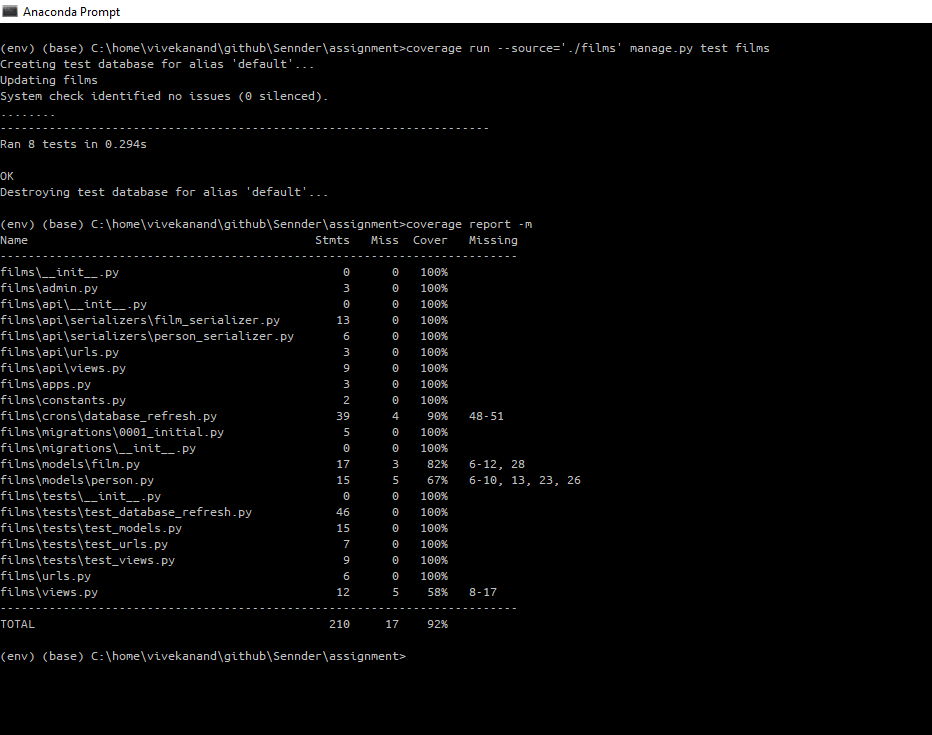 Anaconda Prompt
(env) (base) C:\home\vivekanand\github\Sennder\assignment>coverage run --source='./films' manage.py test films
Creating test database for alias 'default'...
Updating films
System check identified no issues (0 silenced).
........
----------------------------------------------------------------------
Ran 8 tests in 0.294s
OK
Destroying test database for alias 'default'...
(env) (base) C:\home\vivekanand\github\Sennder\assignment>coverage report -m
Name                                         Stmts   Miss  Cover   Missing
--------------------------------------------------------------------------
films\__init__.py                                0      0   100%
films\admin.py                                   3      0   100%
films\api\__init__.py                            0      0   100%
films\api\serializers\film_serializer.py        13      0   100%
films\api\serializers\person_serializer.py       6      0   100%
films\api\urls.py                                3      0   100%
films\api\views.py                               9      0   100%
films\apps.py                                    3      0   100%
films\constants.py                               2      0   100%
films\crons\database_refresh.py                 39      4    90%   48-51
films\migrations\0001_initial.py                 5      0   100%
films\migrations\__init__.py                     0      0   100%
films\models\film.py                            17      3    82%   6-12, 28
films\models\person.py                          15      5    67%   6-10, 13, 23, 26
films\tests\__init__.py                          0      0   100%
films\tests\test_database_refresh.py            46      0   100%
films\tests\test_models.py                      15      0   100%
films\tests\test_urls.py                         7      0   100%
films\tests\test_views.py                        9      0   100%
films\urls.py                                    6      0   100%
films\views.py                                  12      5    58%   8-17
--------------------------------------------------------------------------
TOTAL                                          210     17    92%
(env) (base) C:\home\vivekanand\github\Sennder\assignment>